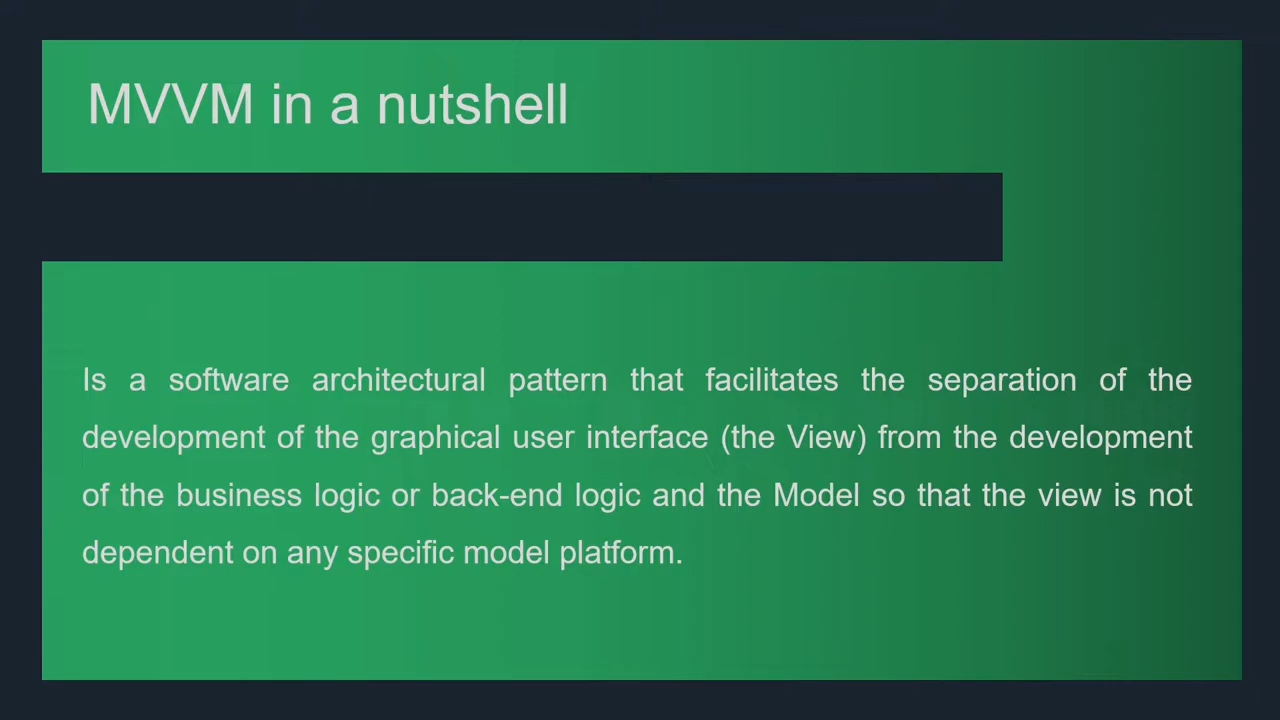 MVVM in a nutshell
Is a software architectural pattern that facilitates the separation of the
development of the graphical user interface (the View) from the development
of the business logic or back-end logic and the Model so that the view is not
dependent on any specific model platform.